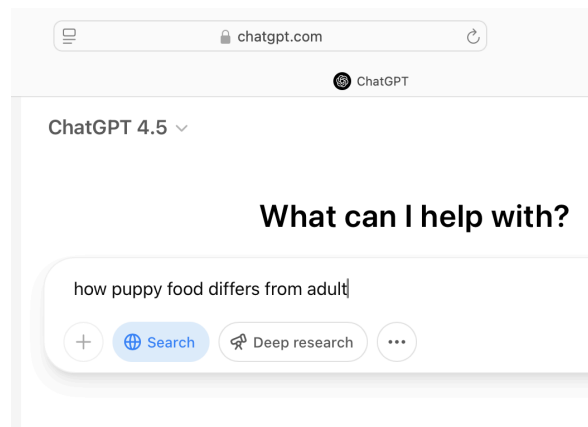 chatgpt.com
ChatGPT
ChatGPT 4.5
What can I help with?
how puppy food differs from adult
Search
Deep research